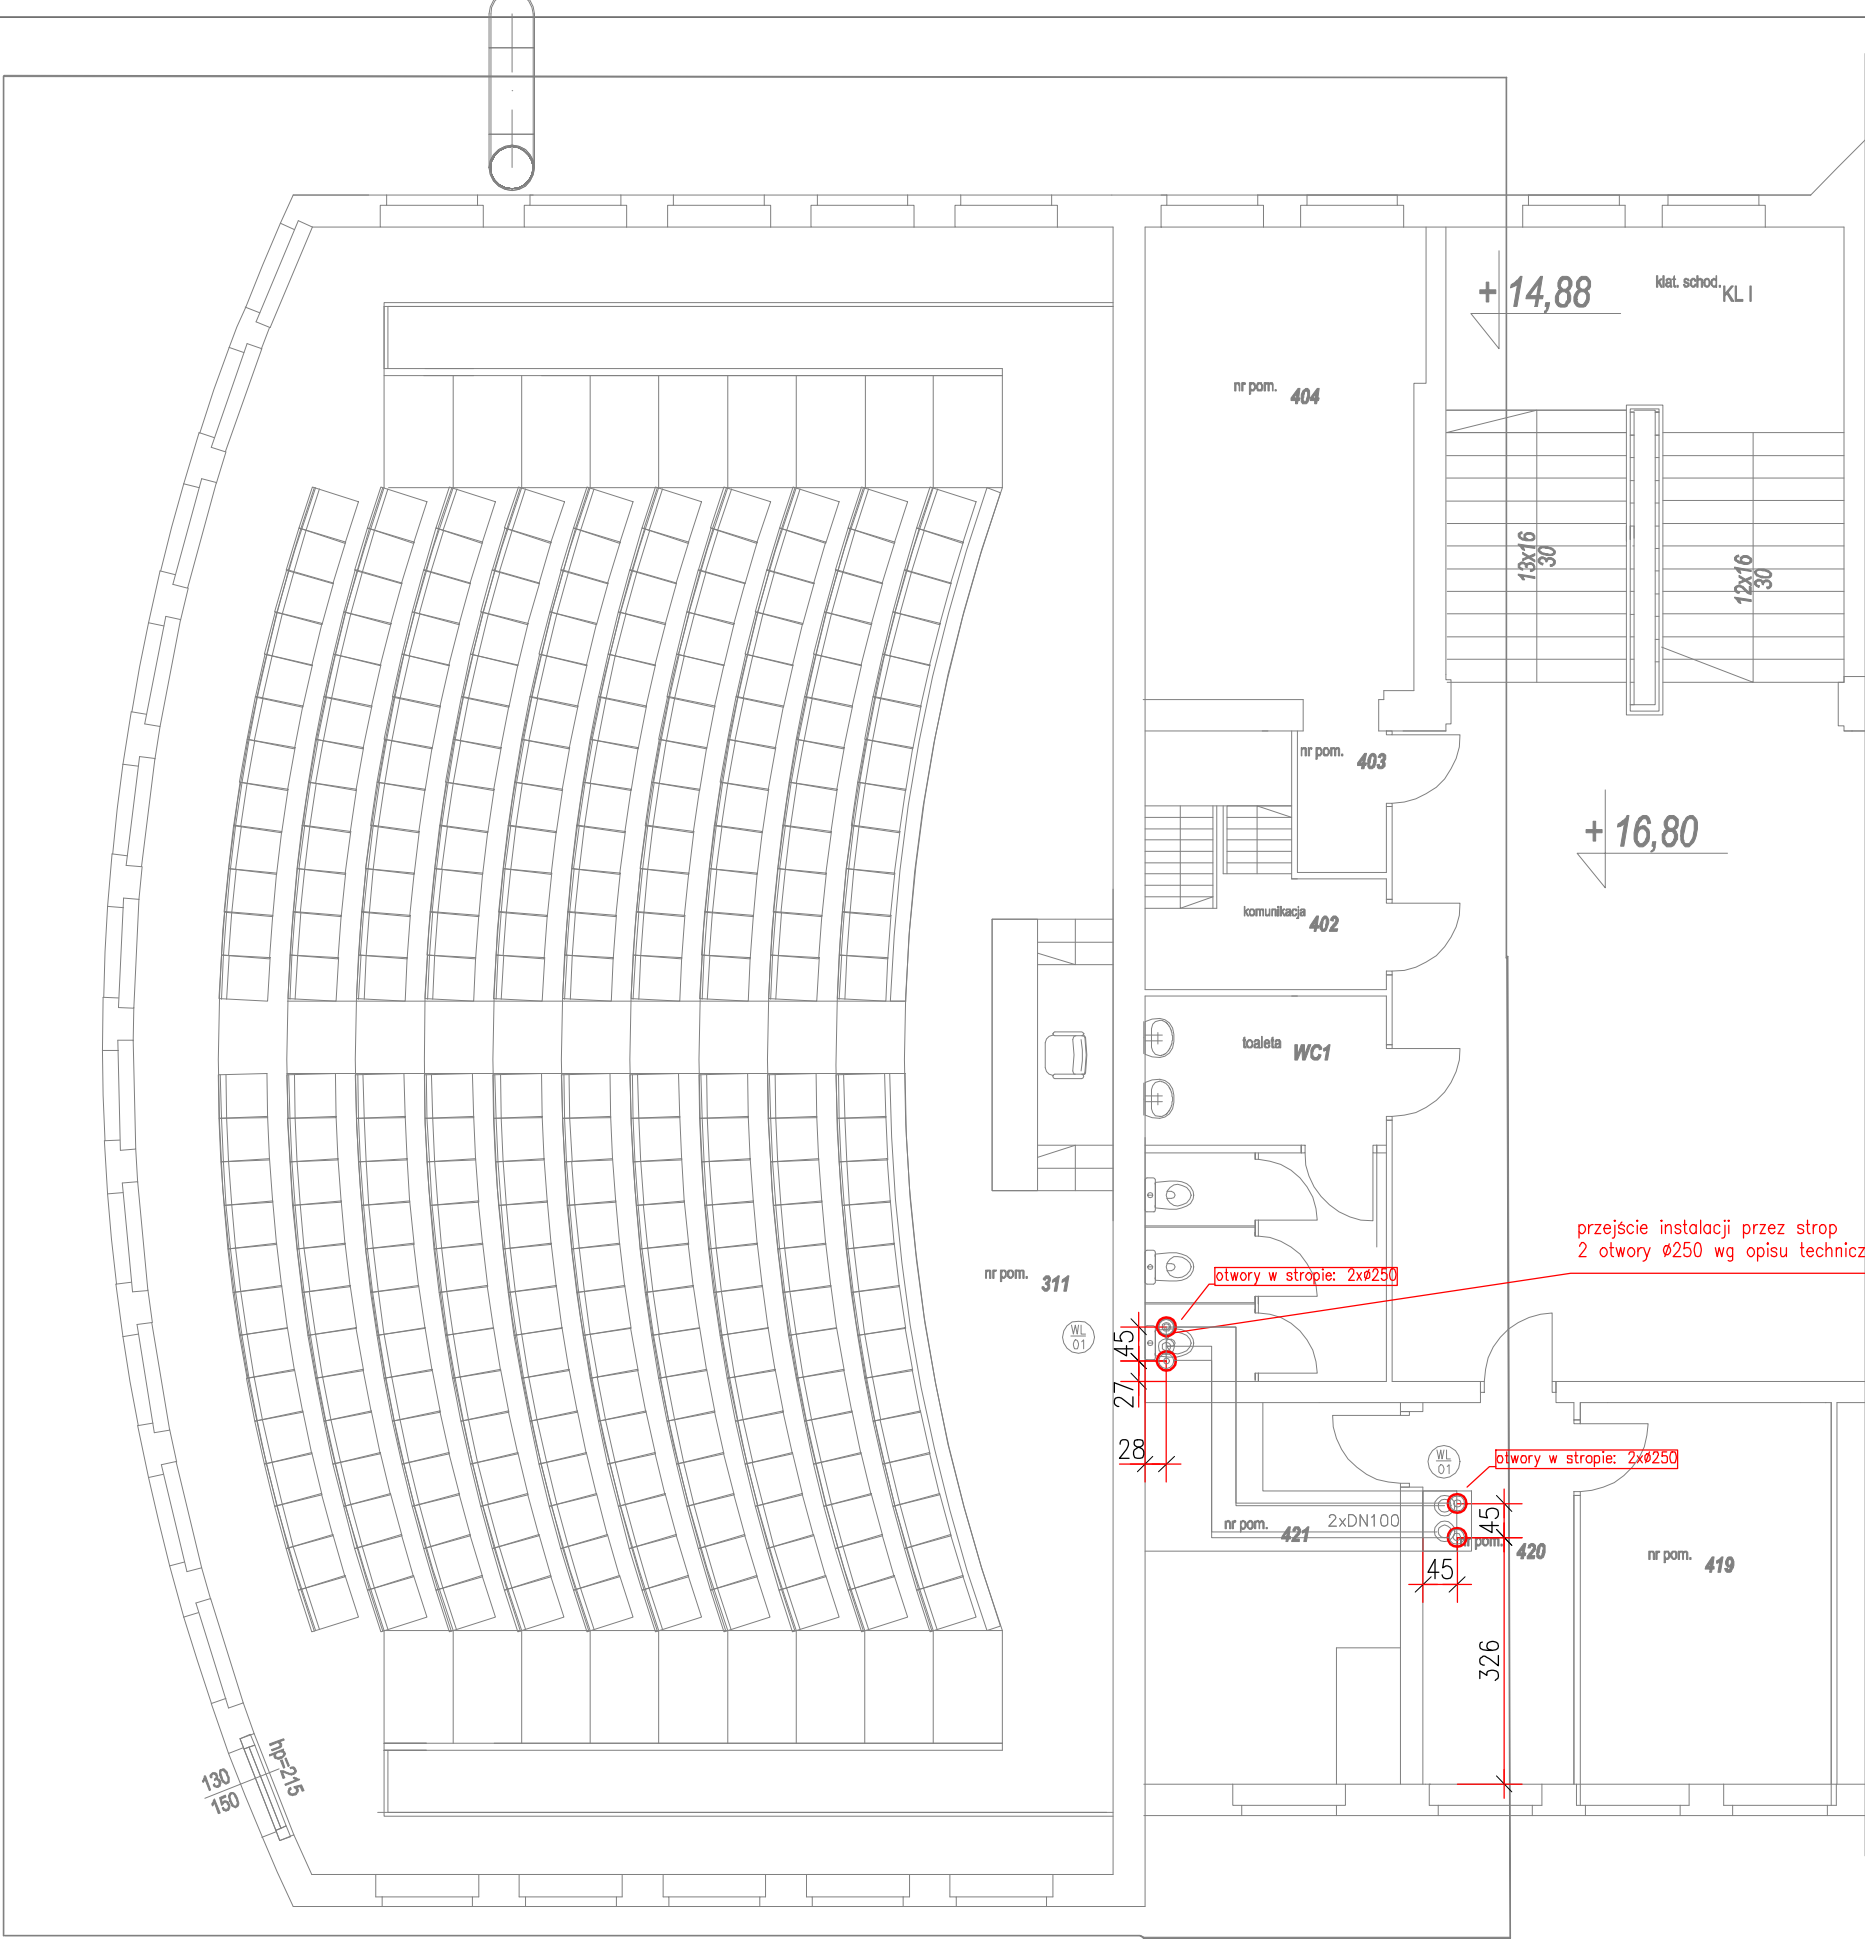 + 14,88
klat. schod. KL I
nr pom. 404
13x16
30
12x16
30
nr pom. 403
+ 16,80
komunikacja 402
toaleta WC1
przejście instalacji przez strop
2 otwory ø250 wg opisu technicz
nr pom. 311
otwory w stropie: 2xø250
WL
01
45
27
28
WL
01
otwory w stropie: 2xø250
nr pom. 421
2xDN100
45
nr pom. 420
nr pom. 419
45
326
hp=215
130
150